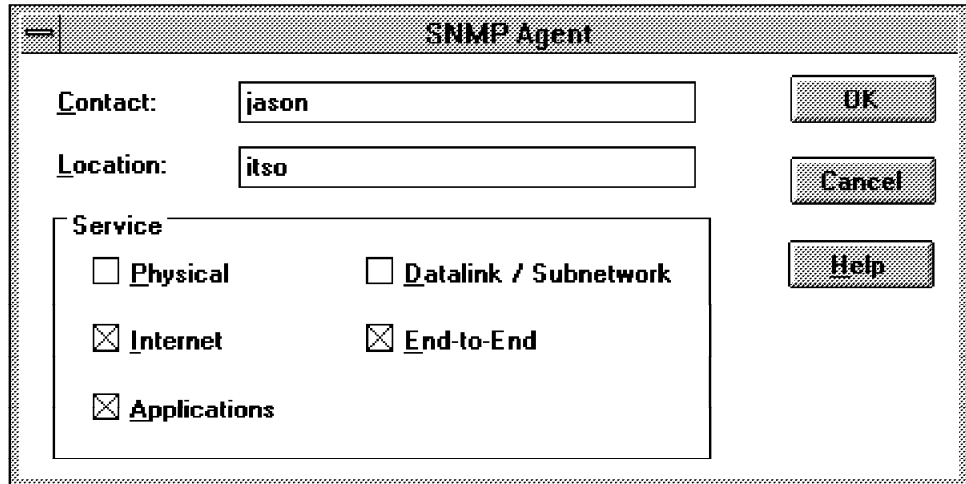 SNMP Agent
Contact: jason
OK
Location: itso
Cancel
Service
Physical Datalink / Subnetwork
Help
Internet End-to-End
Applications